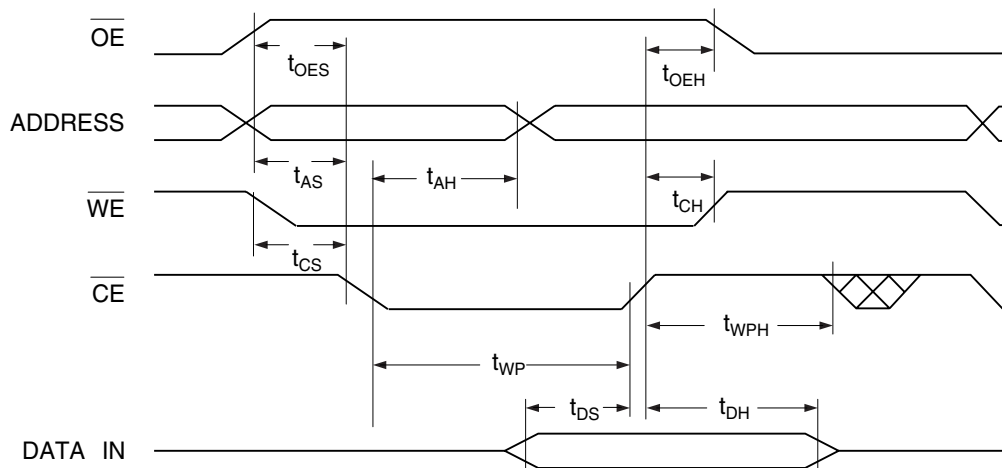 OE
tOES
tOEH
ADDRESS
tAS
tAH
WE
tCH
tCS
CE
tWPH
tWP
tDS
tDH
DATA IN